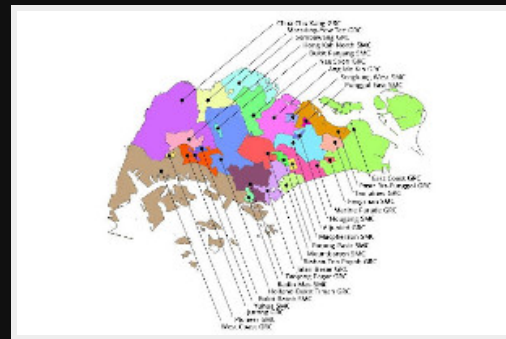 Chua Chu Kang GRC
Marsiling-Yew Tee GRC
Sembawang GRC
Hong Kah North SMC
Bukit Panjang SMC
Nee Soon GRC
Ang Mo Kio GRC
Sengkang West SMC
Punggol East SMC
East Coast GRC
Pasir Ris-Punggol GRC
Tampines GRC
Fengshan SMC
Marine Parade GRC
Hougang SMC
Aljunied GRC
Macpherson SMC
Potong Pasir SMC
Mountbatten SMC
Bishan-Toa Payoh GRC
Jalan Besar GRC
Tanjong Pagar GRC
Radin Mas SMC
Holland-Bukit Timah GRC
Bukit Batok SMC
Yuhua SMC
Jurong GRC
Pioneer SMC
West Coast GRC